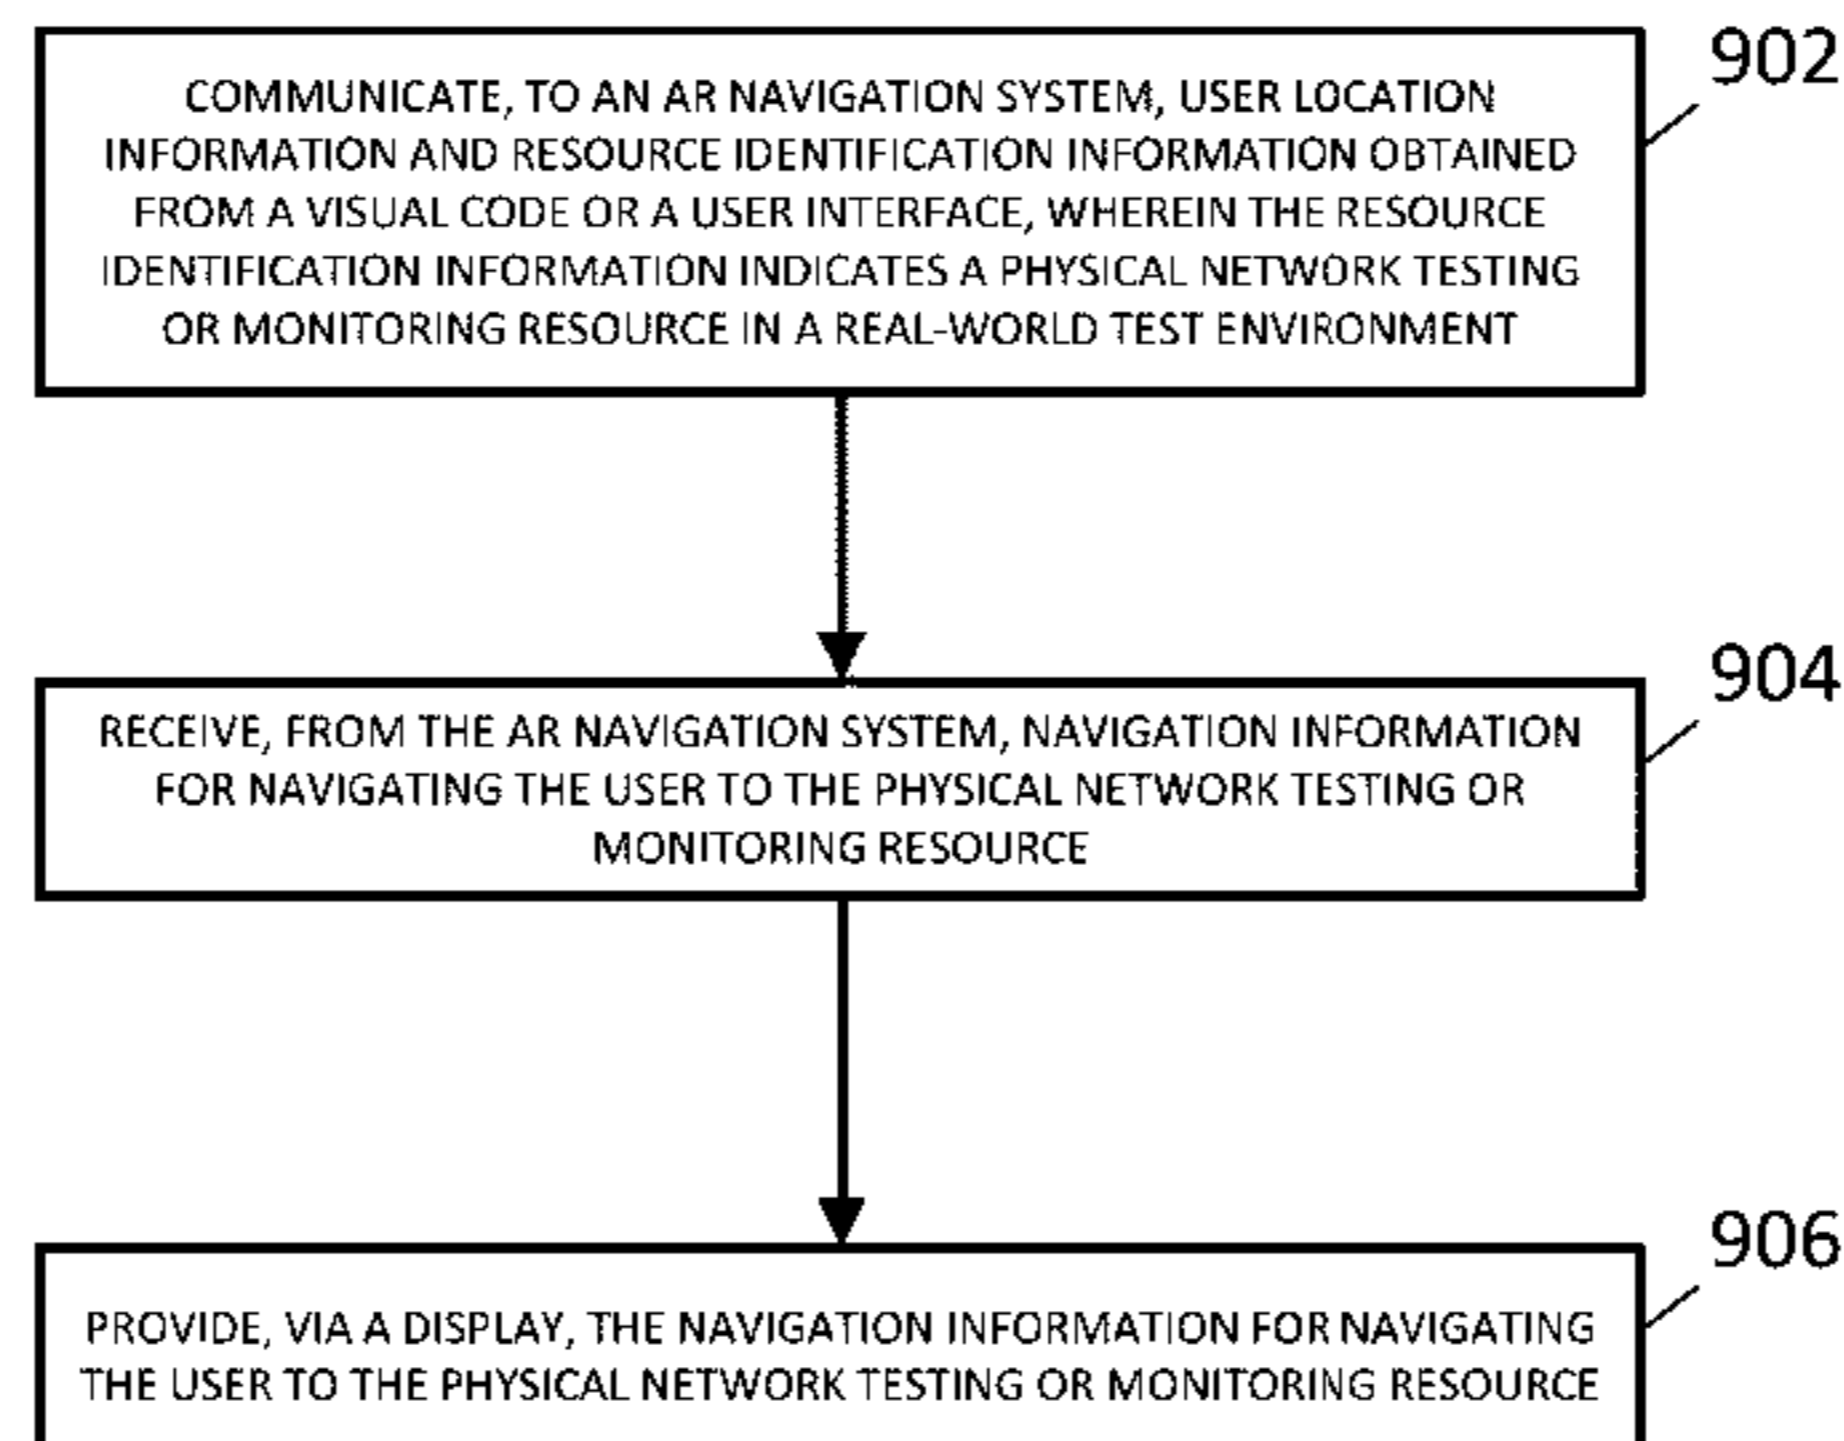 902
COMMUNICATE, TO AN AR NAVIGATION SYSTEM, USER LOCATION
INFORMATION AND RESOURCE IDENTIFICATION INFORMATION OBTAINED
FROM A VISUAL CODE OR A USER INTERFACE, WHEREIN THE RESOURCE
IDENTIFICATION INFORMATION INDICATES A PHYSICAL NETWORK TESTING
OR MONITORING RESOURCE IN A REAL-WORLD TEST ENVIRONMENT
904
RECEIVE, FROM THE AR NAVIGATION SYSTEM, NAVIGATION INFORMATION
FOR NAVIGATING THE USER TO THE PHYSICAL NETWORK TESTING OR
MONITORING RESOURCE
906
PROVIDE, VIA A DISPLAY, THE NAVIGATION INFORMATION FOR NAVIGATING
THE USER TO THE PHYSICAL NETWORK TESTING OR MONITORING RESOURCE